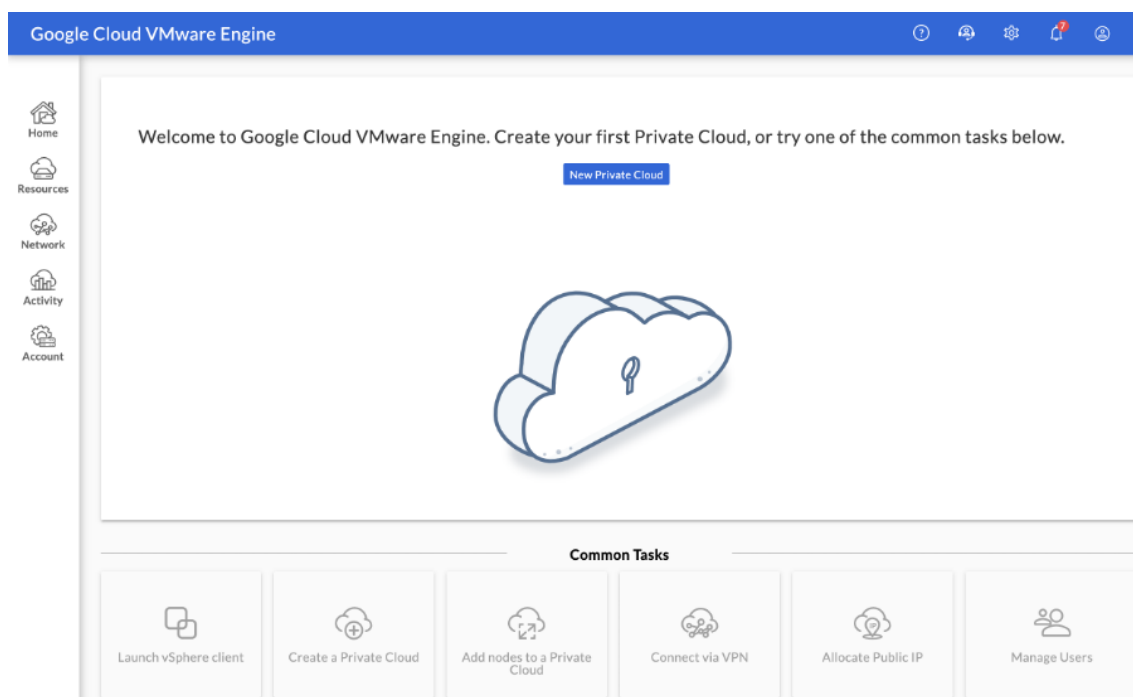 Google Cloud VMware Engine
7
Home
Resources
Network
Activity
Account
Welcome to Google Cloud VMware Engine. Create your first Private Cloud, or try one of the common tasks below.
New Private Cloud
Common Tasks
Launch vSphere client
Create a Private Cloud
Add nodes to a Private
Cloud
Connect via VPN
IP
Allocate Public IP
Manage Users